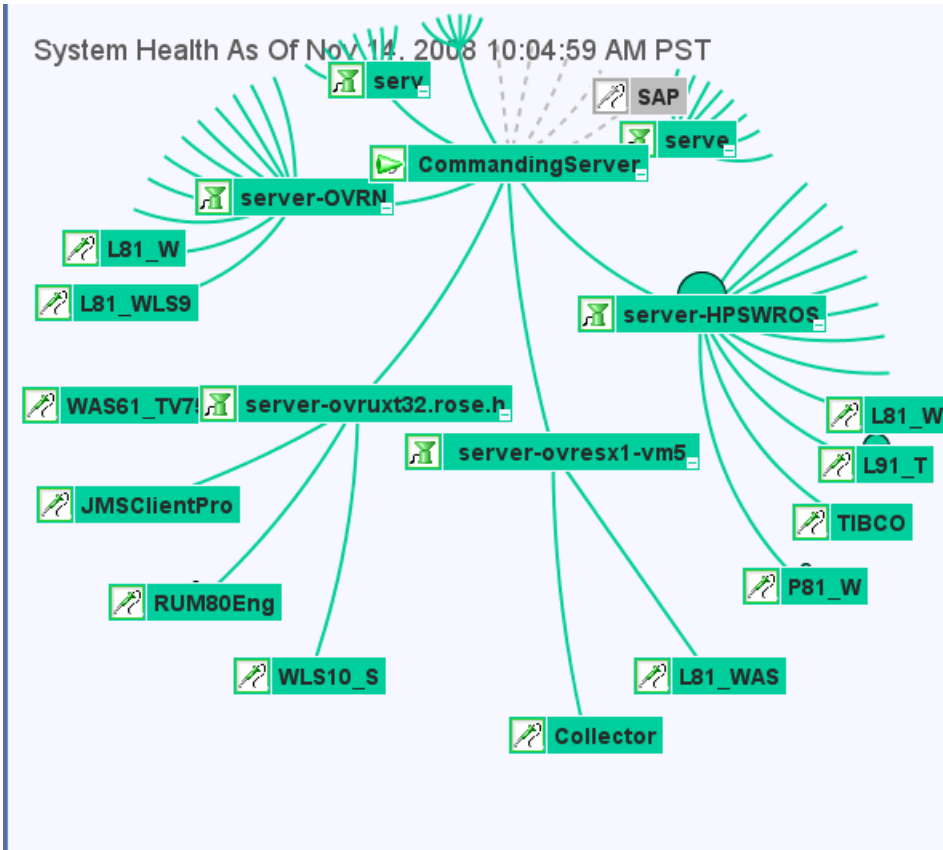 System Health As Of Nov 14, 2008 10:04:59 AM PST
serv
SAP
serve
CommandingServer
server-OVRN
L81_W
L81_WLS9
server-HPSWROS
WAS61_TV75
server-ovruxt32.rose.h
L81_W
server-ovresx1-vm5
L91_T
JMSClientPro
TIBCO
P81_W
RUM80Eng
WLS10_S
L81_WAS
Collector